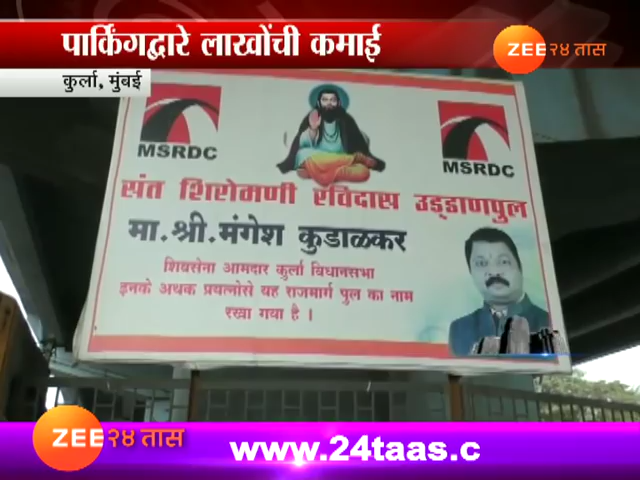 पार्किंगद्वारे लाखोंची कमाई
ZEE २४ तास
कुर्ला, मुंबई
MSRDC
MSRDC
संत शिरोमणी रविदास उड्डाणपुल
मा.श्री.मंगेश कुडाळकर
शिवसेना आमदार कुर्ला विधानसभा
इनके अथक प्रयत्नोसे यह राजमार्ग पुल का नाम
रखा गया है ।
ZEE २४ तास
www.24taas.c